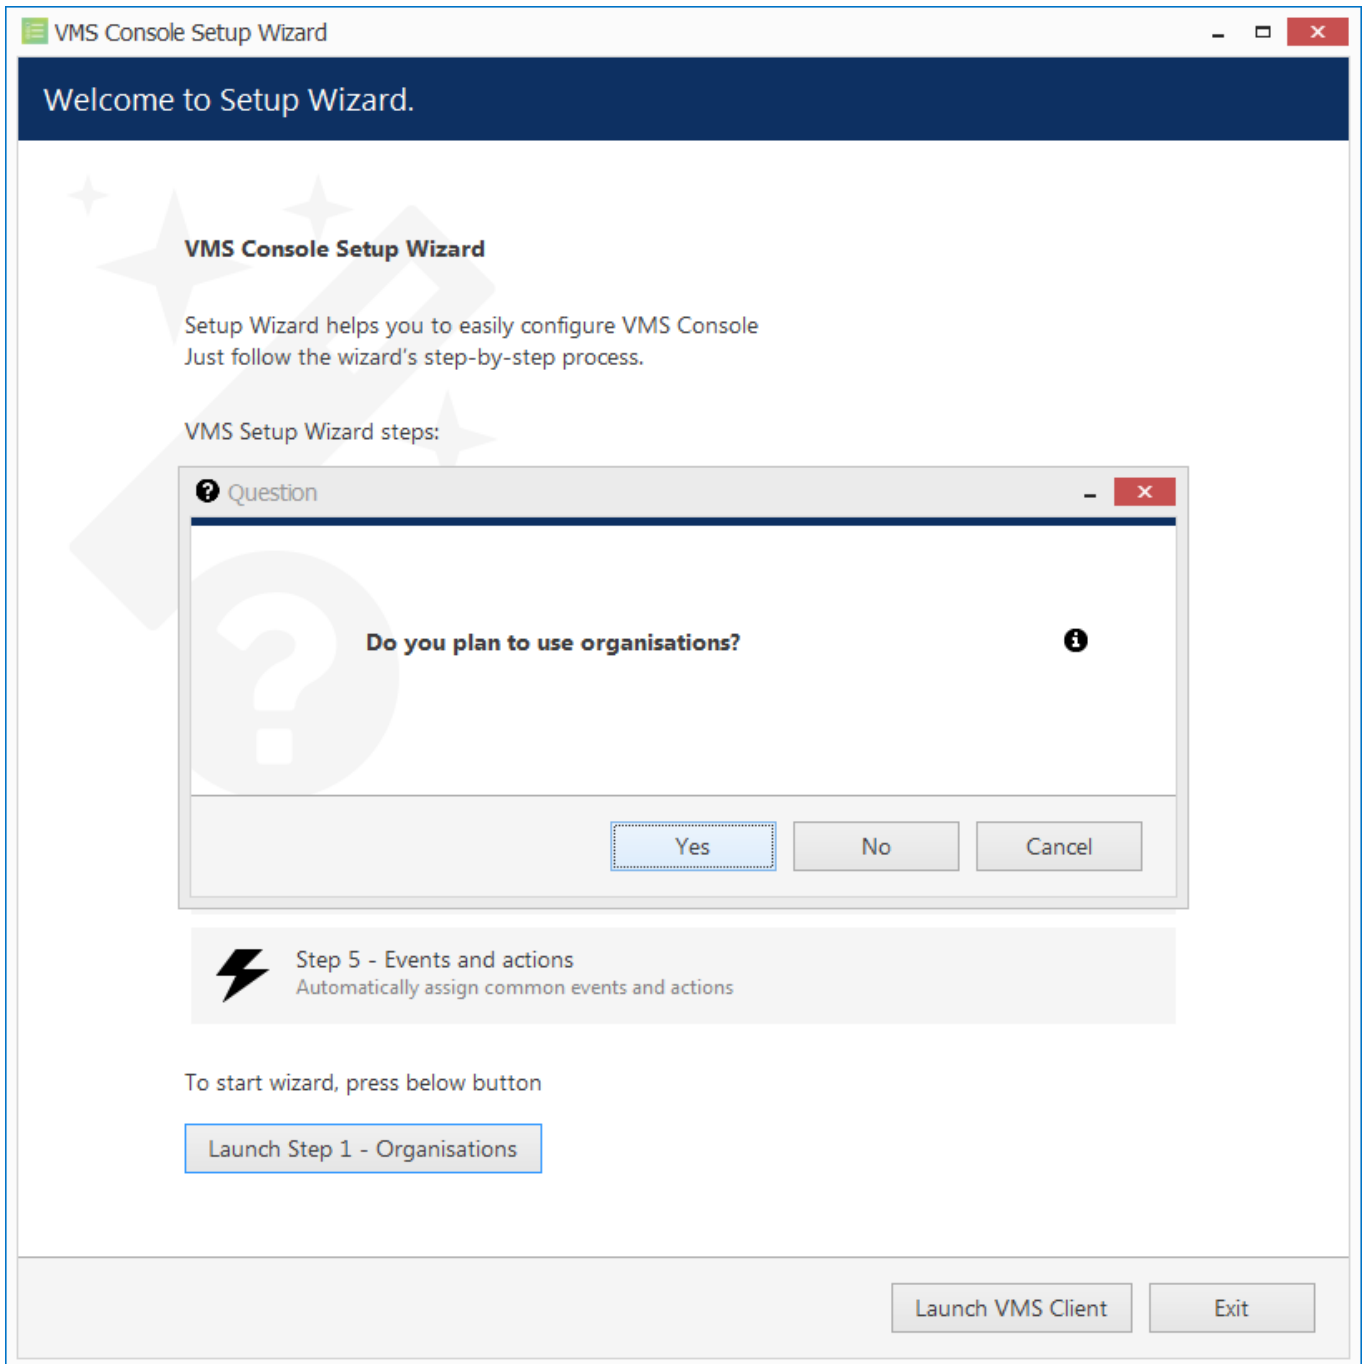 VMS Console Setup Wizard
Welcome to Setup Wizard.
VMS Console Setup Wizard
Setup Wizard helps you to easily configure VMS Console
Just follow the wizard's step-by-step process.
VMS Setup Wizard steps:
Question
Do you plan to use organisations?
Yes No Cancel
Step 5 - Events and actions
Automatically assign common events and actions
To start wizard, press below button
Launch Step 1 - Organisations
Launch VMS Client Exit